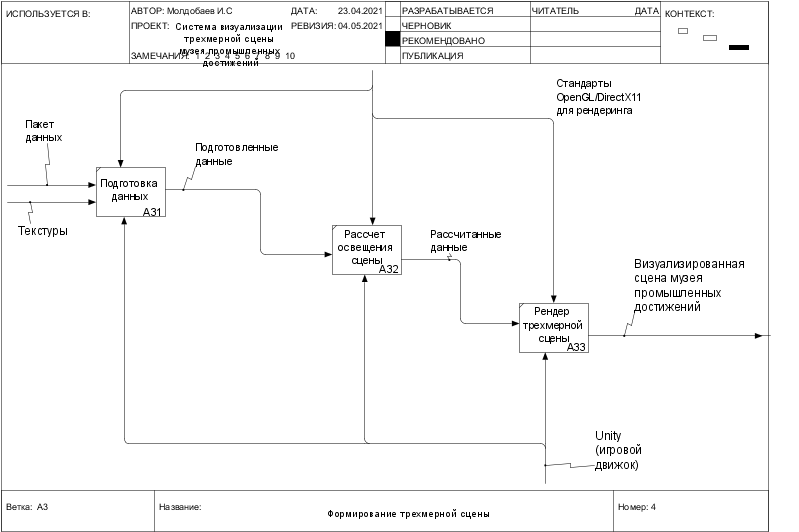 ИСПОЛЬЗУЕТСЯ В:
АВТОР: Молдобаев И.С
ДАТА: 23.04.2021
ПРОЕКТ: Система визуализации
трехмерной сцены
музея промышленных
достижений
РЕВИЗИЯ: 04.05.2021
ЗАМЕЧАНИЯ: 1 2 3 4 5 6 7 8 9 10
РАЗРАБАТЫВАЕТСЯ
ЧЕРНОВИК
РЕКОМЕНДОВАНО
ПУБЛИКАЦИЯ
ЧИТАТЕЛЬ
ДАТА
КОНТЕКСТ:
Стандарты
OpenGL/DirectX11
для рендеринга
Пакет
данных
Подготовленные
данные
Подготовка
данных
A31
Текстуры
Рассчет
освещения
сцены
A32
Рассчитанные
данные
Визуализированная
сцена музея
промышленных
достижений
Рендер
трехмерной
сцены
A33
Unity
(игровой
движок)
Ветка: A3
Название:
Формирование трехмерной сцены
Номер: 4